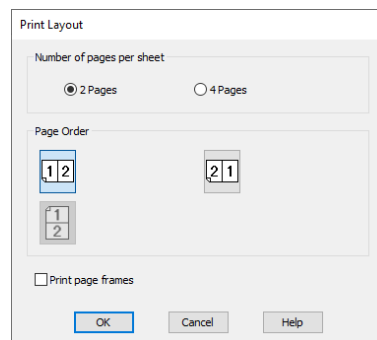 Print Layout
Number of pages per sheet
2 Pages 4 Pages
Page Order
1 2 2 1
1
2
Print page frames
OK Cancel Help